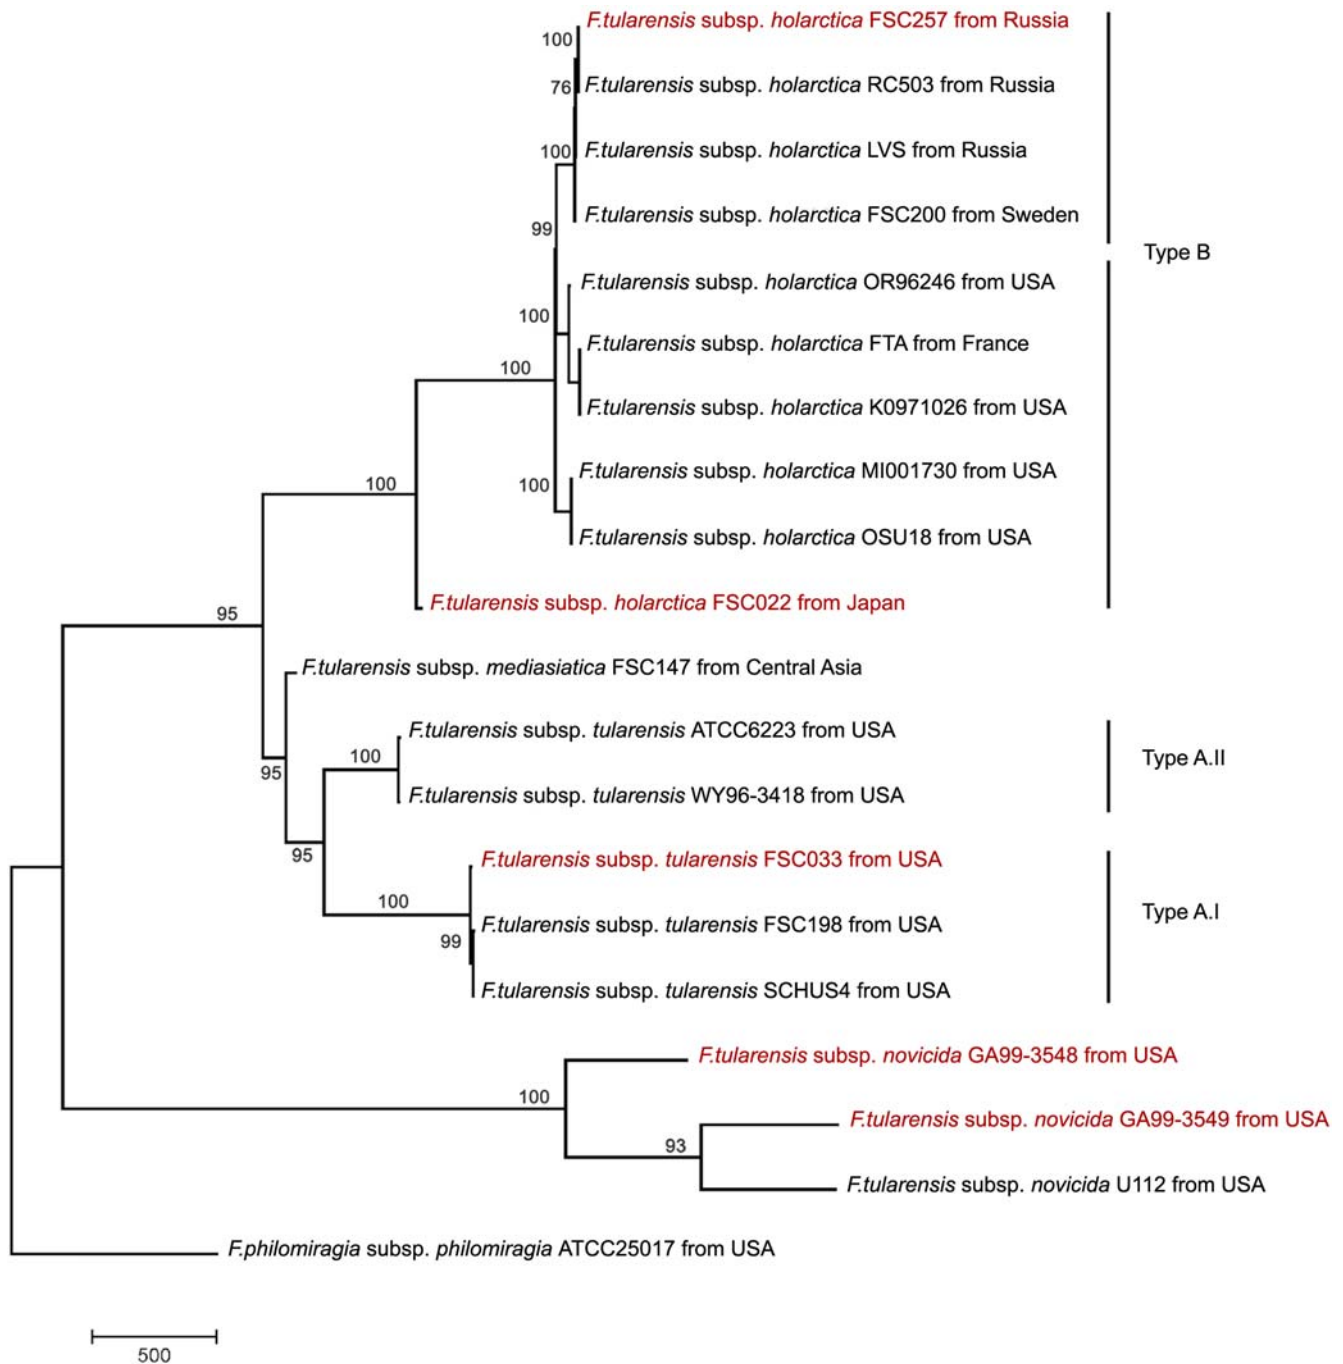 F.tularensis subsp. holarctica FSC257 from Russia
100
76
F.tularensis subsp. holarctica RC503 from Russia
100
F.tularensis subsp. holarctica LVS from Russia
F.tularensis subsp. holarctica FSC200 from Sweden
99
Type B
F.tularensis subsp. holarctica OR96246 from USA
100
F.tularensis subsp. holarctica FTA from France
100
F.tularensis subsp. holarctica K0971026 from USA
F.tularensis subsp. holarctica MI001730 from USA
100
100
F.tularensis subsp. holarctica OSU18 from USA
F.tularensis subsp. holarctica FSC022 from Japan
95
F.tularensis subsp. mediasiatica FSC147 from Central Asia
F.tularensis subsp. tularensis ATCC6223 from USA
100
Type A.II
95
F.tularensis subsp. tularensis WY96-3418 from USA
95
F.tularensis subsp. tularensis FSC033 from USA
100
Type A.I
F.tularensis subsp. tularensis FSC198 from USA
99
F.tularensis subsp. tularensis SCHUS4 from USA
F.tularensis subsp. novicida GA99-3548 from USA
100
F.tularensis subsp. novicida GA99-3549 from USA
93
F.tularensis subsp. novicida U112 from USA
F.philomiragia subsp. philomiragia ATCC25017 from USA
500